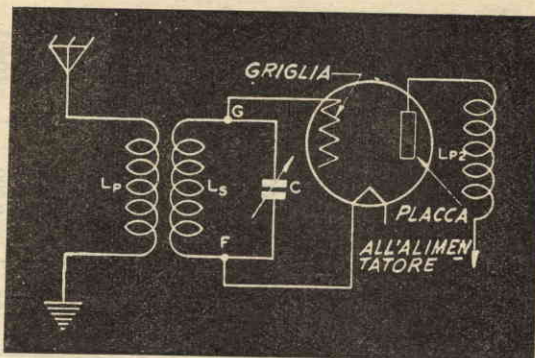 GRIGLIA
G
LP
LS
C
LP2
F
PLACCA
ALL'ALIMEN
TATORE